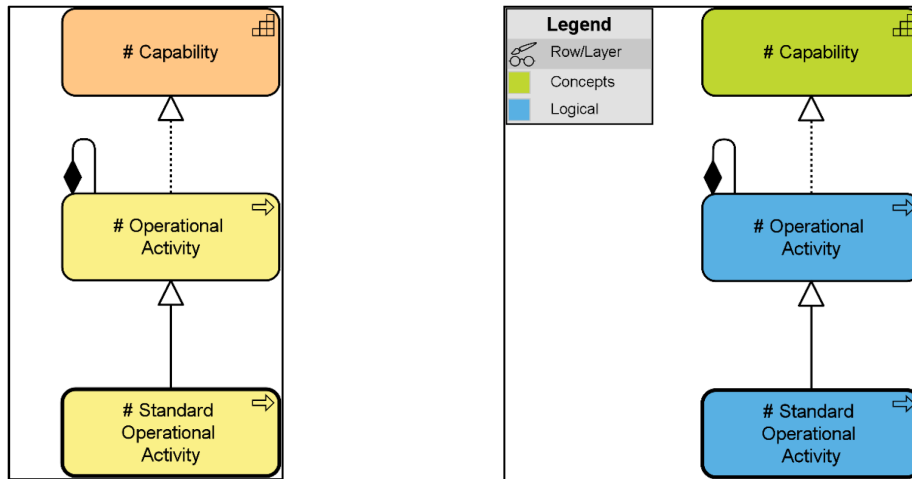 # Capability
# Operational
Activity
# Standard
Operational
Activity
Legend
Row/Layer
Concepts
Logical
# Capability
# Operational
Activity
# Standard
Operational
Activity